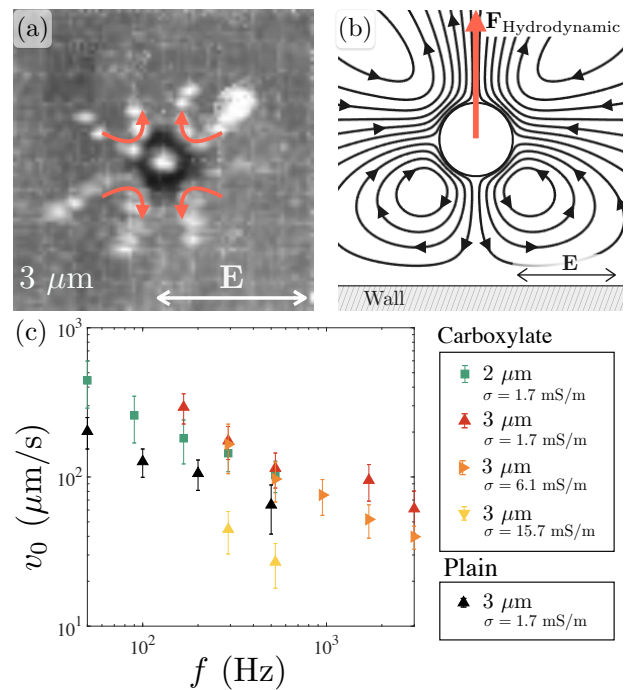 (a)
3 μm
E
(b)
F_Hydrodynamic
E
Wall
(c)
10^3
10^2
10^1
v_0 (μm/s)
10^2
10^3
f (Hz)
Carboxylate
2 μm
σ = 1.7 mS/m
3 μm
σ = 1.7 mS/m
3 μm
σ = 6.1 mS/m
3 μm
σ = 15.7 mS/m
Plain
3 μm
σ = 1.7 mS/m